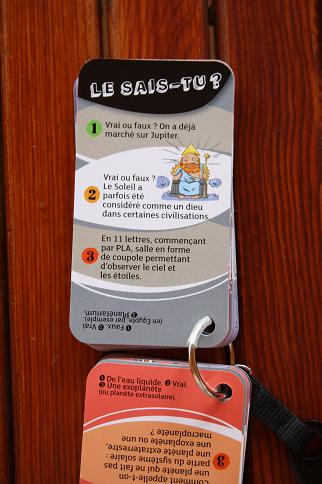 LE SAIS-TU ?
1 Vrai ou faux ? On a déjà
marché sur Jupiter.
2 Vrai ou faux ?
Le Soleil a
parfois été
considéré comme un dieu
dans certaines civilisations.
3 En 11 lettres, commençant
par PLA, salle en forme
de coupole permettant
d'observer le ciel et
les étoiles.
1 Faux. 2 Vrai
(en Égypte, par exemple).
3 Planétarium.
1 De l'eau liquide. 2 Vrai.
3 Une exoplanète
(ou planète extrasolaire).
3 Comment appelle-t-on
une planète qui ne fait pas
partie du système solaire :
une planète extraterrestre,
une exoplanète ou une
macroplanète ?